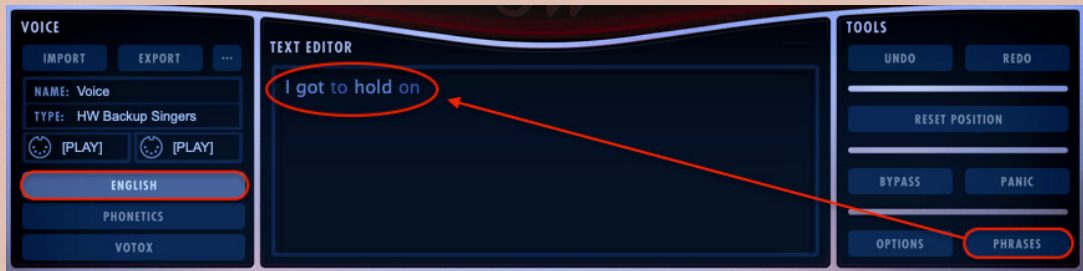 VOICE
IMPORT EXPORT ...
NAME: Voice
TYPE: HW Backup Singers
[PLAY] [PLAY]
ENGLISH
PHONETICS
VOTOX
TEXT EDITOR
I got to hold on
TOOLS
UNDO REDO
RESET POSITION
BYPASS PANIC
OPTIONS PHRASES